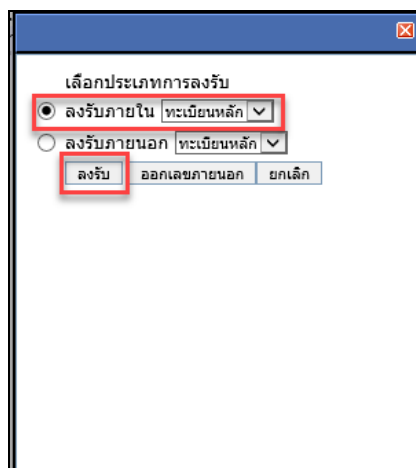 เลือกประเภทการลงรับ
ลงรับภายใน ทะเบียนหลัก
ลงรับภายนอก ทะเบียนหลัก
ลงรับ ออกเลขภายนอก ยกเลิก